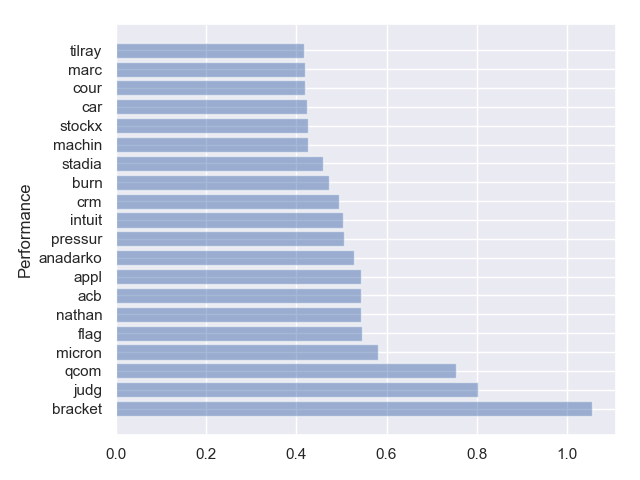 tilray
marc
cour
car
stockx
machin
stadia
burn
crm
intuit
pressur
anadarko
appl
acb
nathan
flag
micron
qcom
judg
bracket
Performance
0.0 0.2 0.4 0.6 0.8 1.0